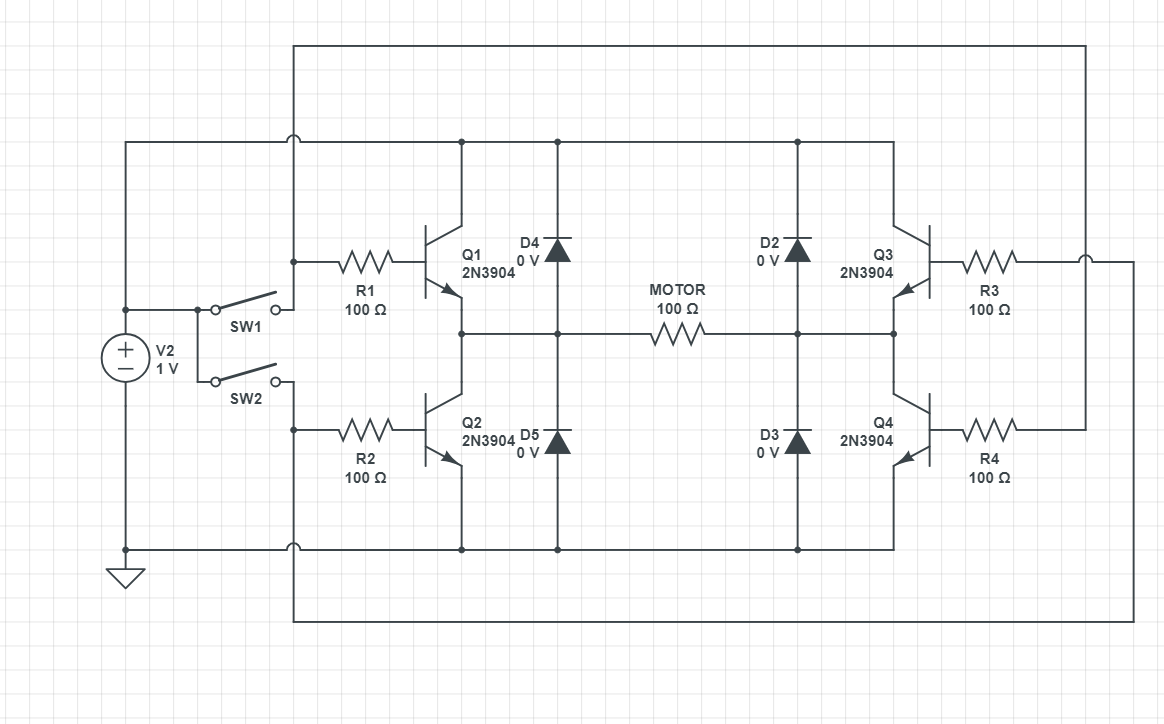 Q1
2N3904
D4
0 V
D2
0 V
Q3
2N3904
R1
100 Ω
MOTOR
100 Ω
R3
100 Ω
SW1
V2
1 V
SW2
Q2
2N3904
D5
0 V
D3
0 V
Q4
2N3904
R2
100 Ω
R4
100 Ω
+
−